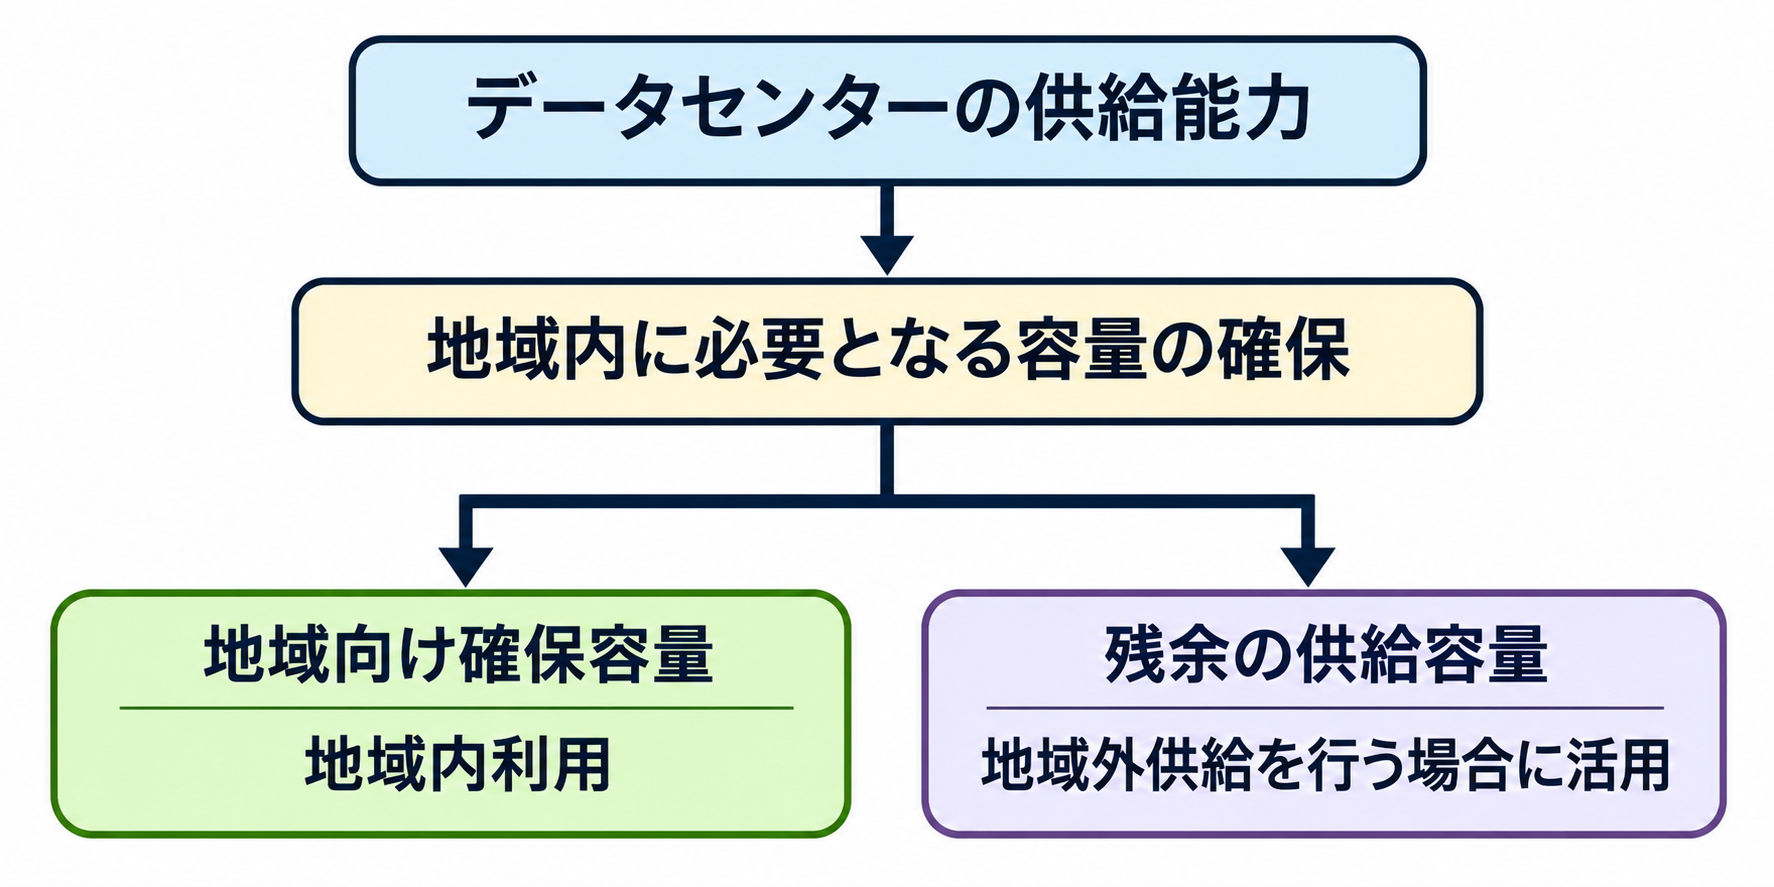 データセンターの供給能力
地域内に必要となる容量の確保
地域向け確保容量
地域内利用
残余の供給容量
地域外供給を行う場合に活用